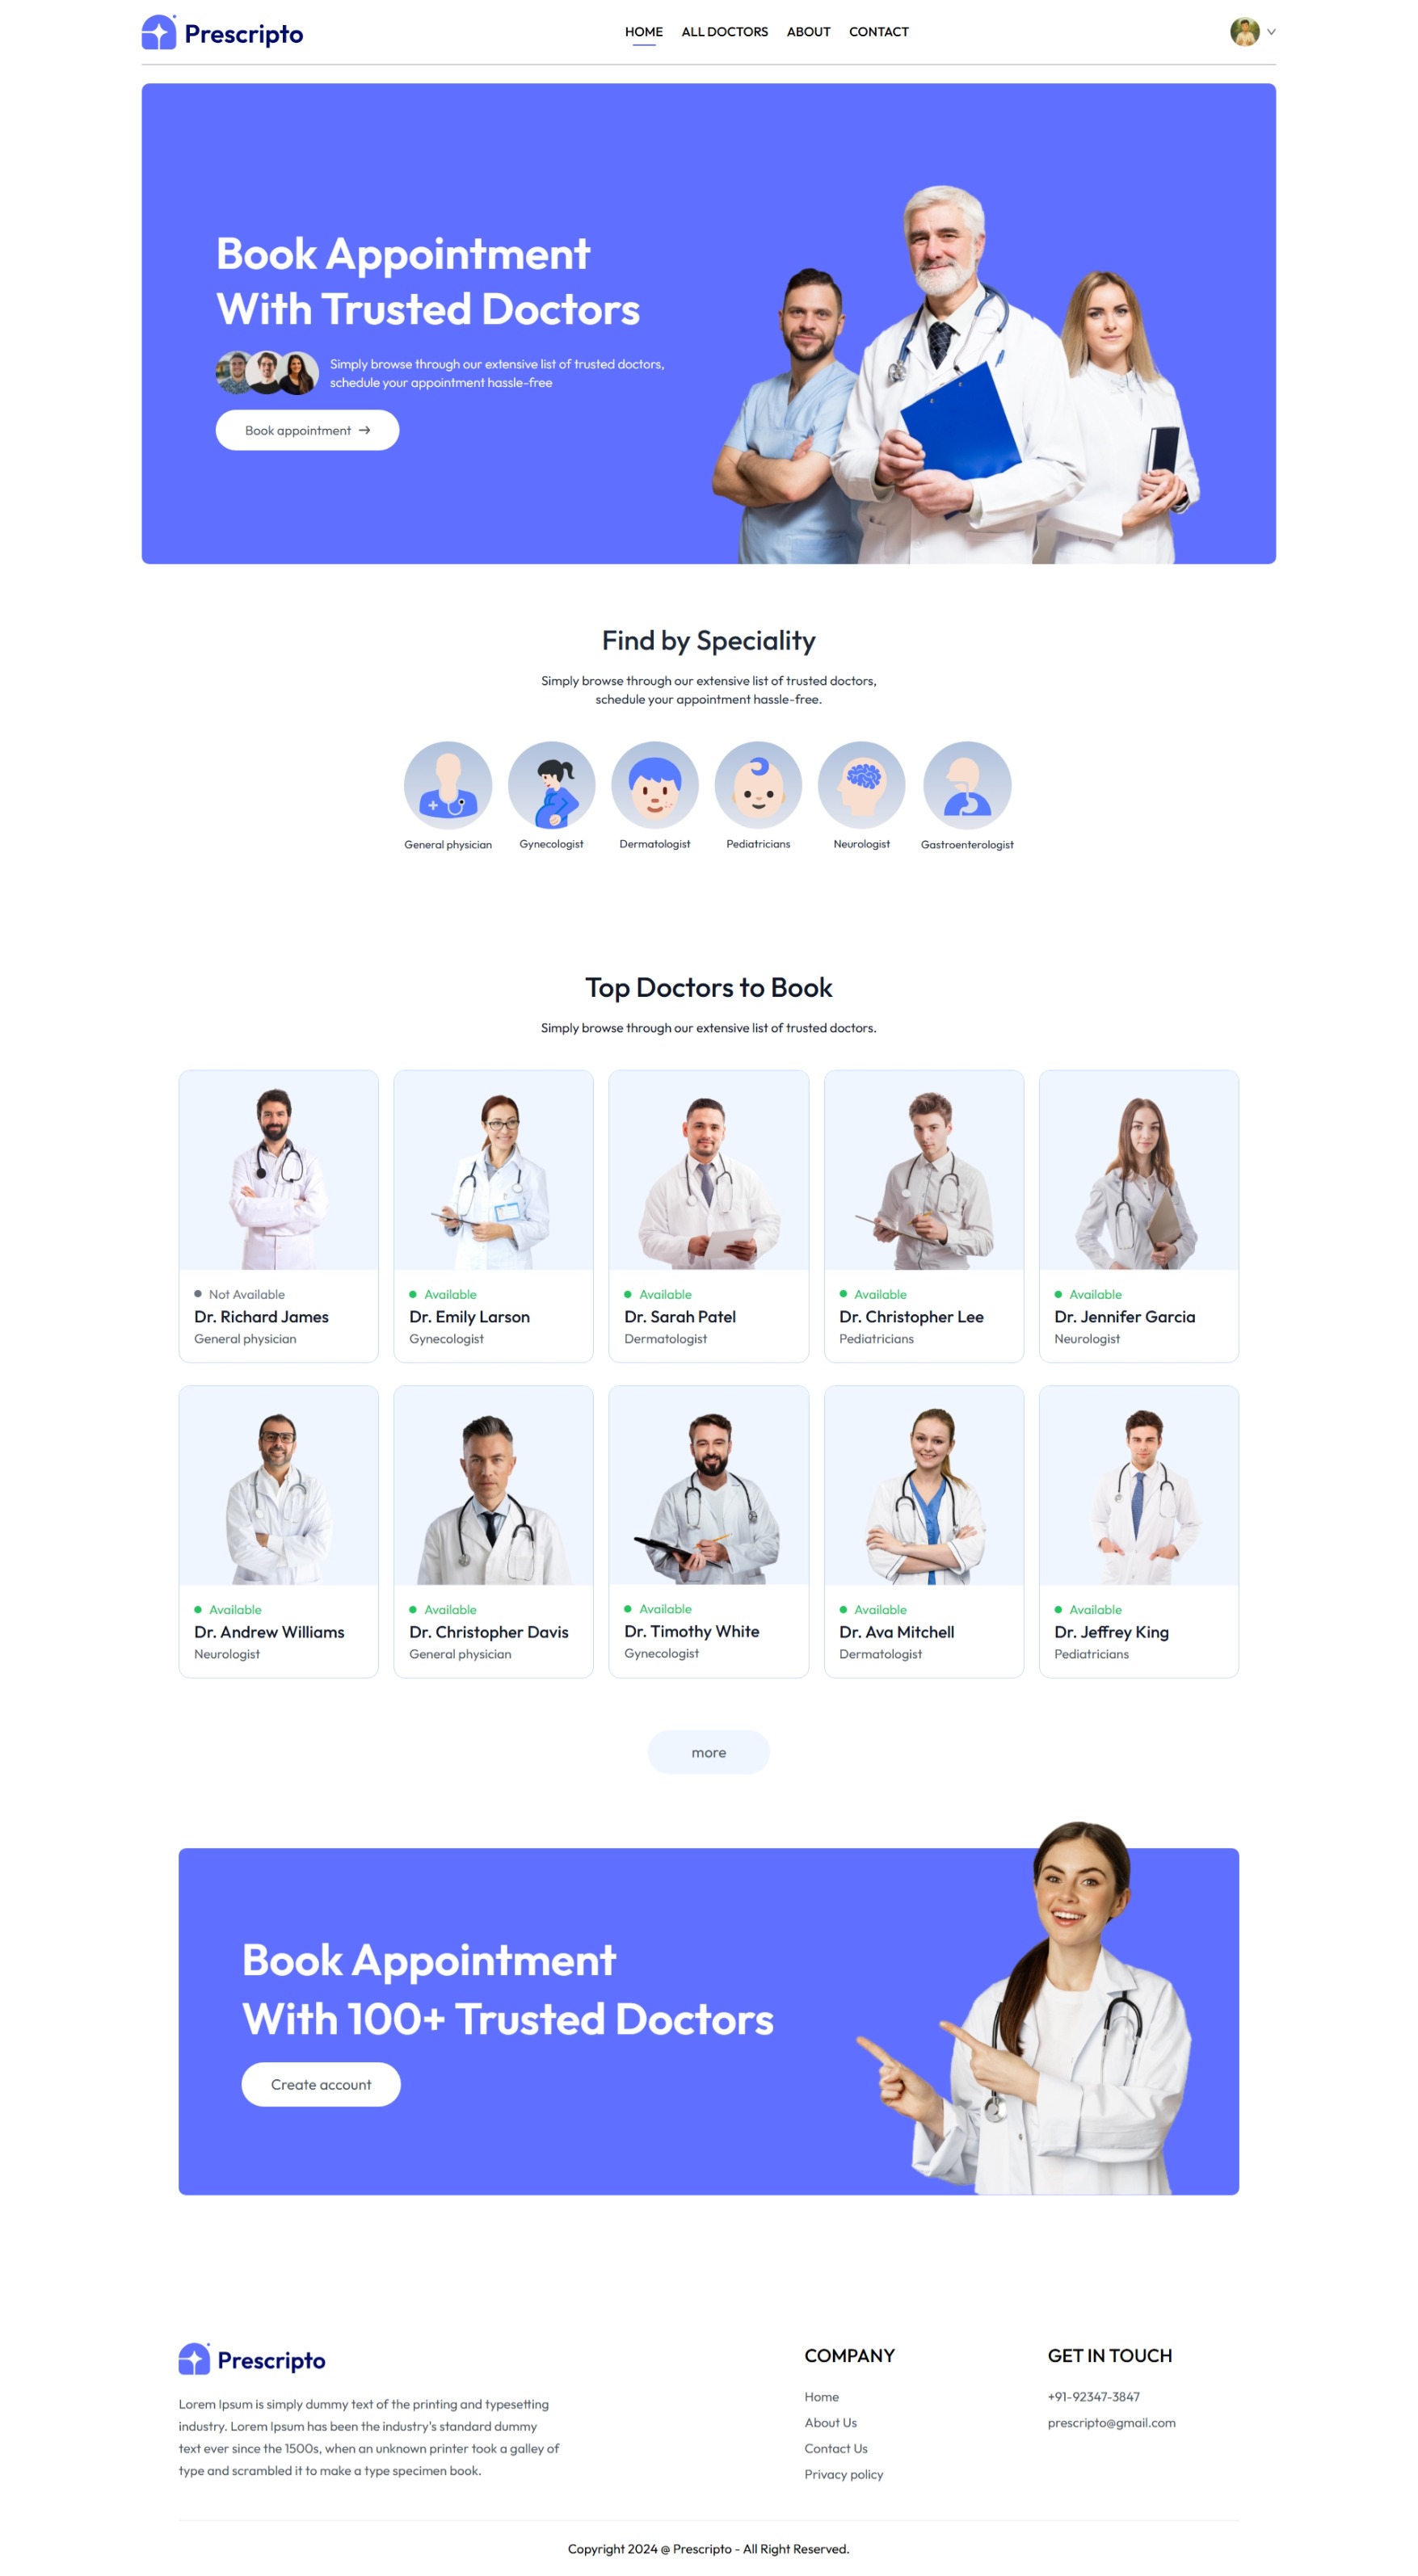 Prescripto
HOME
ALL DOCTORS
ABOUT
CONTACT
Book Appointment
With Trusted Doctors
Simply browse through our extensive list of trusted doctors,
schedule your appointment hassle-free
Book appointment →
Find by Speciality
Simply browse through our extensive list of trusted doctors,
schedule your appointment hassle-free.
General physician
Gynecologist
Dermatologist
Pediatricians
Neurologist
Gastroenterologist
Top Doctors to Book
Simply browse through our extensive list of trusted doctors.
Not Available
Dr. Richard James
General physician
Available
Dr. Emily Larson
Gynecologist
Available
Dr. Sarah Patel
Dermatologist
Available
Dr. Christopher Lee
Pediatricians
Available
Dr. Jennifer Garcia
Neurologist
Available
Dr. Andrew Williams
Neurologist
Available
Dr. Christopher Davis
General physician
Available
Dr. Timothy White
Gynecologist
Available
Dr. Ava Mitchell
Dermatologist
Available
Dr. Jeffrey King
Pediatricians
more
Book Appointment
With 100+ Trusted Doctors
Create account
Prescripto
Lorem Ipsum is simply dummy text of the printing and typesetting
industry. Lorem Ipsum has been the industry's standard dummy
text ever since the 1500s, when an unknown printer took a galley of
type and scrambled it to make a type specimen book.
COMPANY
Home
About Us
Contact Us
Privacy policy
GET IN TOUCH
+91-92347-3847
prescripto@gmail.com
Copyright 2024 @ Prescripto - All Right Reserved.